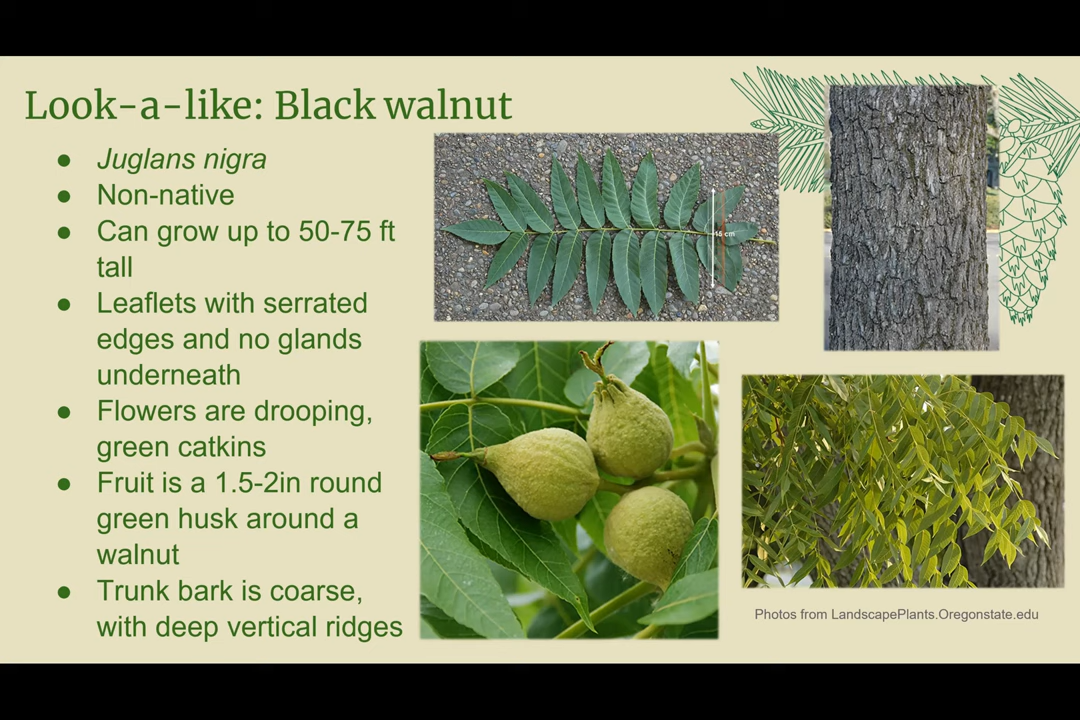 Look-a-like: Black walnut
● Juglans nigra
● Non-native
● Can grow up to 50-75 ft
tall
● Leaflets with serrated
edges and no glands
underneath
● Flowers are drooping,
green catkins
● Fruit is a 1.5-2in round
green husk around a
walnut
● Trunk bark is coarse,
with deep vertical ridges
15 cm
Photos from LandscapePlants.Oregonstate.edu